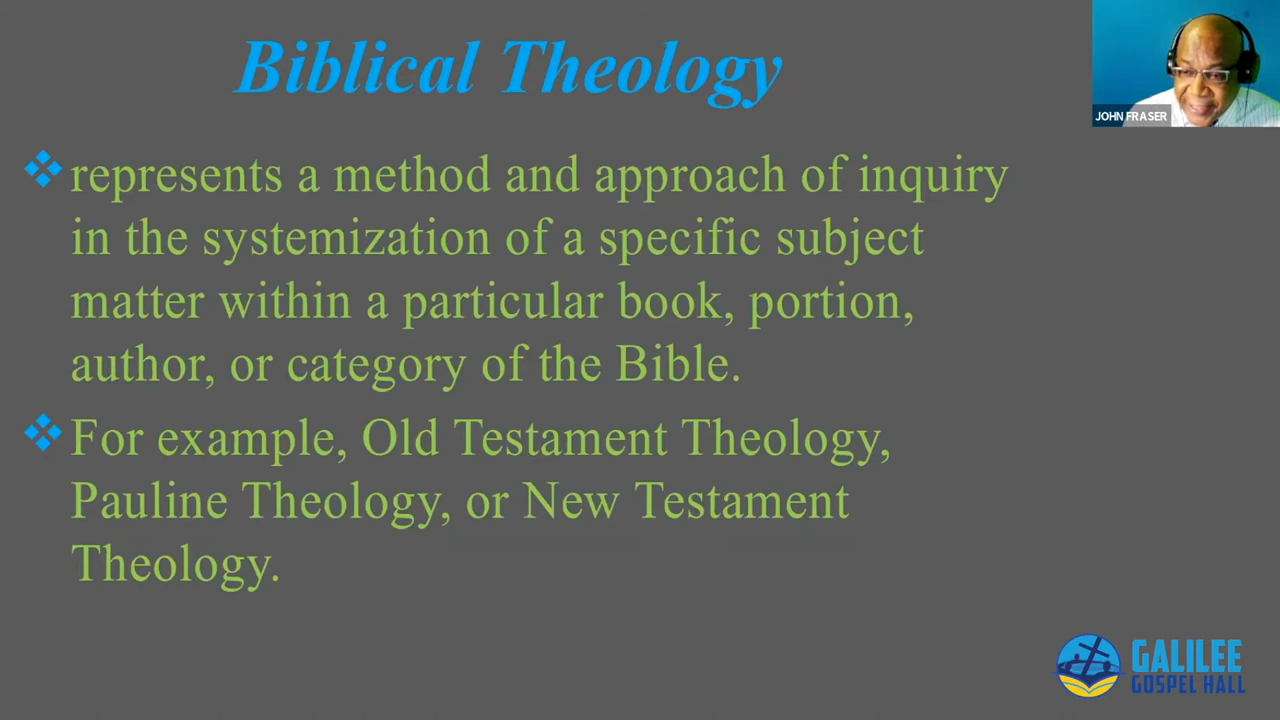 Biblical Theology
JOHN FRASER
represents a method and approach of inquiry
in the systemization of a specific subject
matter within a particular book, portion,
author, or category of the Bible.
For example, Old Testament Theology,
Pauline Theology, or New Testament
Theology.
GALILEE
GOSPEL HALL